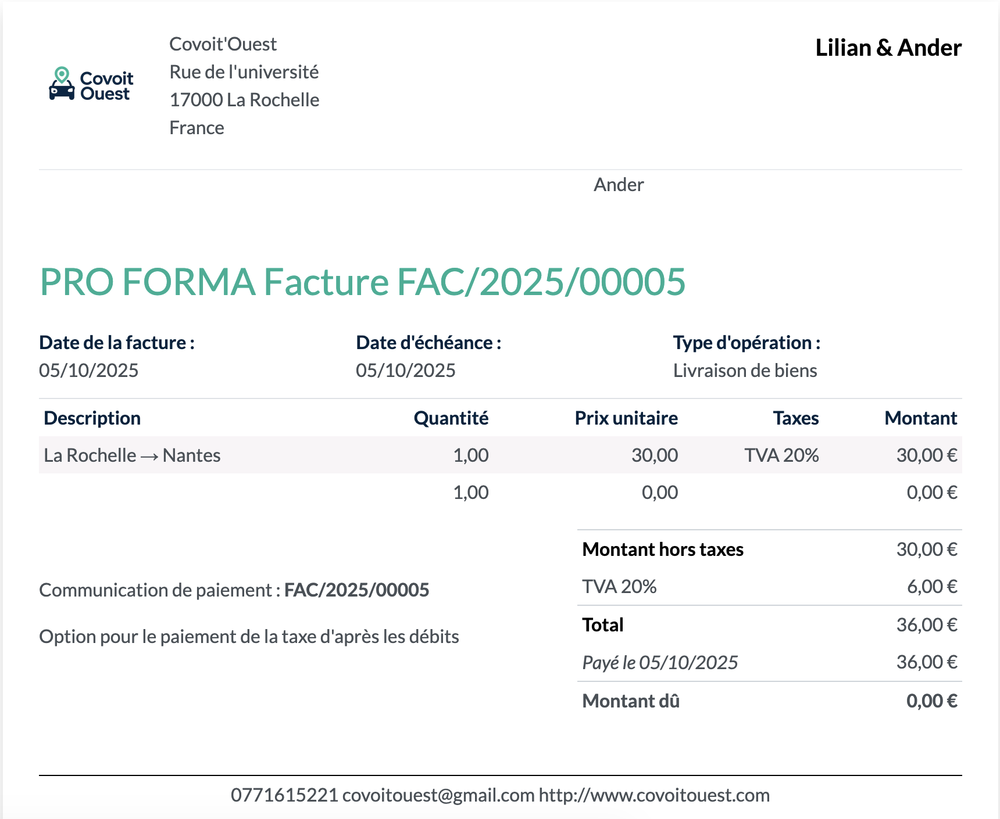 Covoit
Ouest
Covoit'Ouest
Rue de l'université
17000 La Rochelle
France
Lilian & Ander
Ander
PRO FORMA Facture FAC/2025/00005
Date de la facture : Date d'échéance : Type d'opération :
05/10/2025 05/10/2025 Livraison de biens
Description Quantité Prix unitaire Taxes Montant
La Rochelle → Nantes 1,00 30,00 TVA 20% 30,00 €
1,00 0,00 0,00 €
Montant hors taxes 30,00 €
TVA 20% 6,00 €
Total 36,00 €
Payé le 05/10/2025 36,00 €
Montant dû 0,00 €
Communication de paiement : FAC/2025/00005
Option pour le paiement de la taxe d'après les débits
0771615221 covoitouest@gmail.com http://www.covoitouest.com